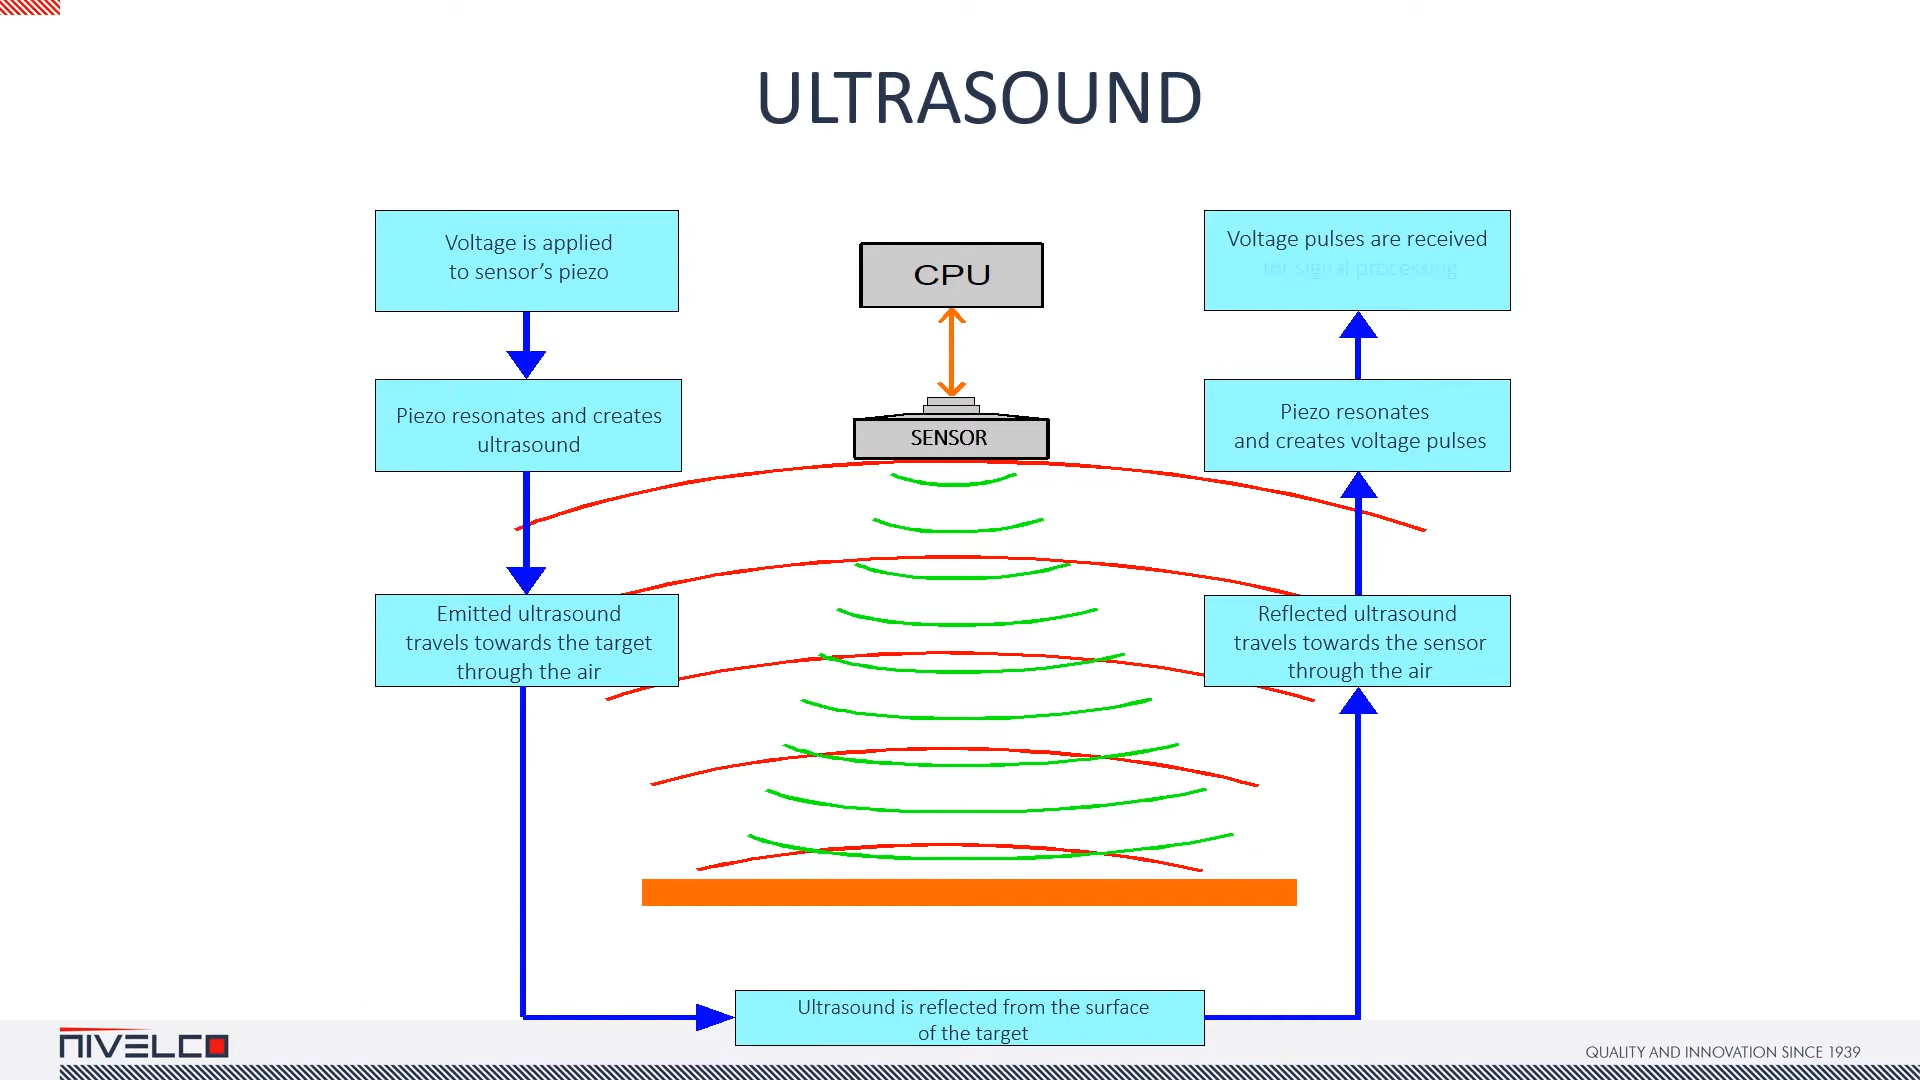 ULTRASOUND
Voltage is applied
to sensor’s piezo
Piezo resonates and creates
ultrasound
Emitted ultrasound
travels towards the target
through the air
CPU
SENSOR
Ultrasound is reflected from the surface
of the target
Voltage pulses are received
for signal processing
Piezo resonates
and creates voltage pulses
Reflected ultrasound
travels towards the sensor
through the air
NIVELCO
QUALITY AND INNOVATION SINCE 1939